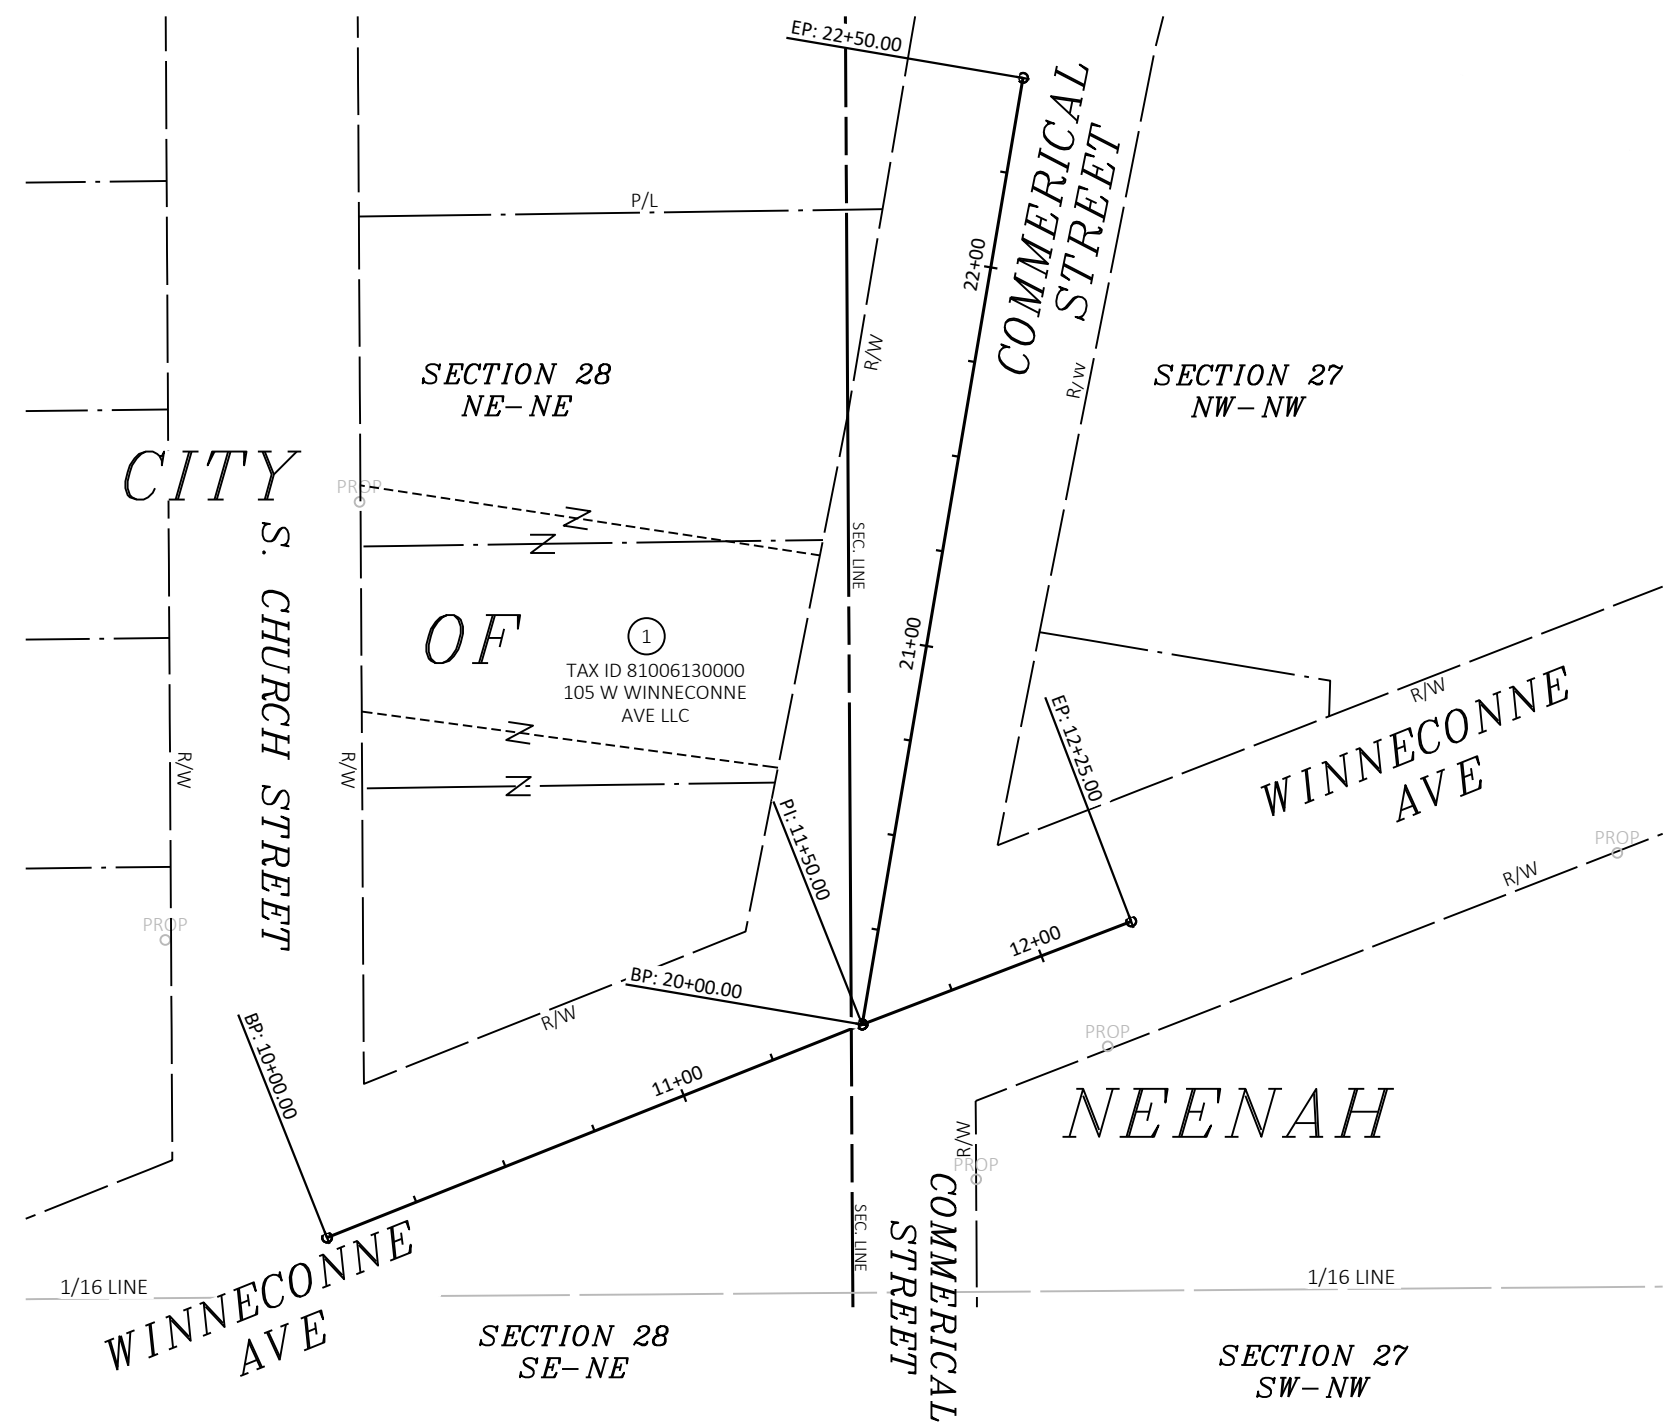 EP: 22+50.00
COMMERICAL
STREET
P/L
22+00
R/W
R/W
SECTION 28
NE-NE
SECTION 27
NW-NW
CITY
PROP
SEC. LINE
S. CHURCH STREET
OF
1
TAX ID 81006130000
105 W WINNECONNE
AVE LLC
21+00
R/W
WINNECONNE
AVE
EP: 12+25.00
R/W
R/W
PI: 11+50.00
PROP
R/W
PROP
12+00
BP: 20+00.00
R/W
BP: 10+00.00
11+00
PROP
NEENAH
R/W
PROP
COMMERICAL
STREET
SEC. LINE
WINNECONNE
AVE
1/16 LINE
1/16 LINE
SECTION 28
SE-NE
SECTION 27
SW-NW